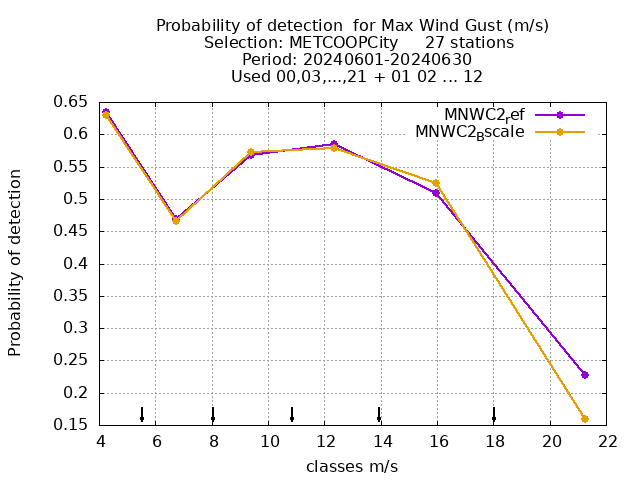 Probability of detection  for Max Wind Gust (m/s)
Selection: METCOOPCity     27 stations
Period: 20240601-20240630
Used 00,03,...,21 + 01 02 ... 12
MNWC2_ref
MNWC2_Bscale
0.65
0.6
0.55
0.5
0.45
0.4
0.35
0.3
0.25
0.2
0.15
Probability of detection
4 6 8 10 12 14 16 18 20 22
classes m/s